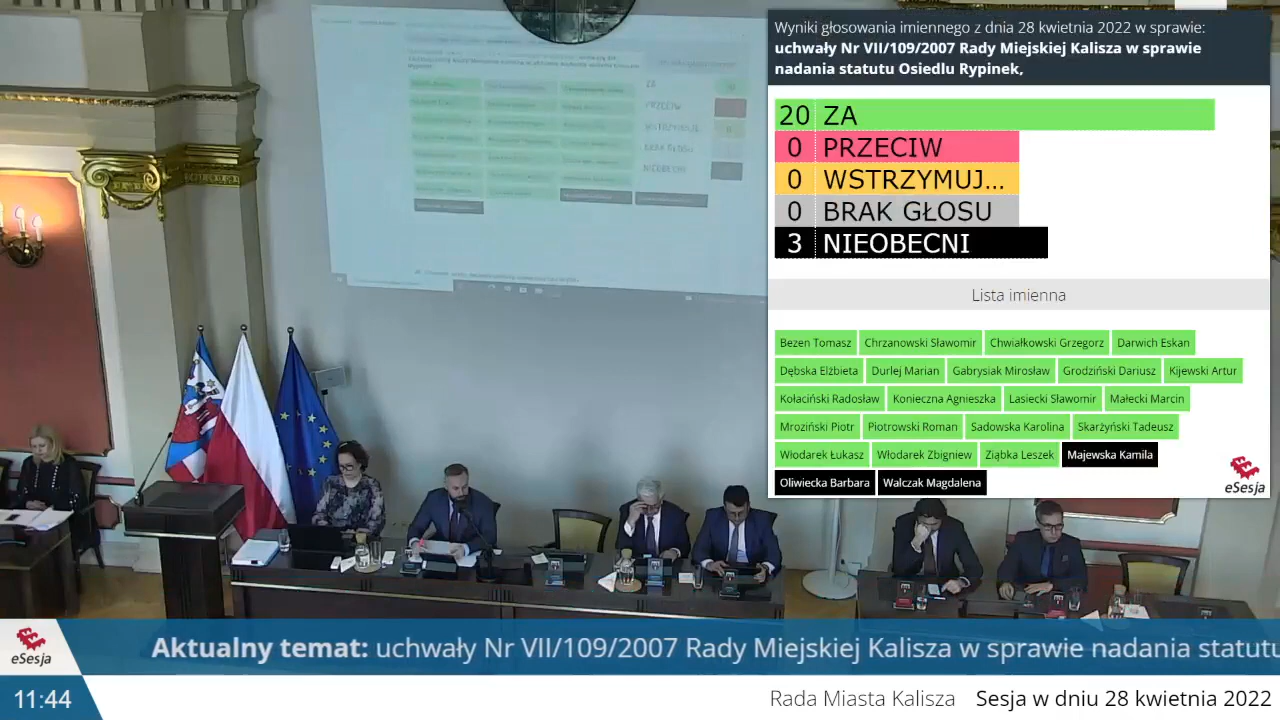 Wyniki głosowania imiennego z dnia 28 kwietnia 2022 w sprawie:
uchwały Nr VII/109/2007 Rady Miejskiej Kalisza w sprawie
nadania statutu Osiedlu Rypinek,
20 ZA
0 PRZECIW
0 WSTRZYMUJ...
0 BRAK GŁOSU
3 NIEOBECNI
Lista imienna
Bezen Tomasz Chrzanowski Sławomir Chwiałkowski Grzegorz Darwich Eskan
Dębska Elżbieta Durlej Marian Gabrysiak Mirosław Grodziński Dariusz Kijewski Artur
Kołaciński Radosław Konieczna Agnieszka Lasiecki Sławomir Małecki Marcin
Mroziński Piotr Piotrowski Roman Sadowska Karolina Skarżyński Tadeusz
Włodarek Łukasz Włodarek Zbigniew Ziąbka Leszek Majewska Kamila
Oliwiecka Barbara Walczak Magdalena
eSesja
ZA
PRZECIW
BRAK GŁOSU
NIEOBECNI
eSesja
Aktualny temat: uchwały Nr VII/109/2007 Rady Miejskiej Kalisza w sprawie nadania statutu
11:44
Rada Miasta Kalisza Sesja w dniu 28 kwietnia 2022